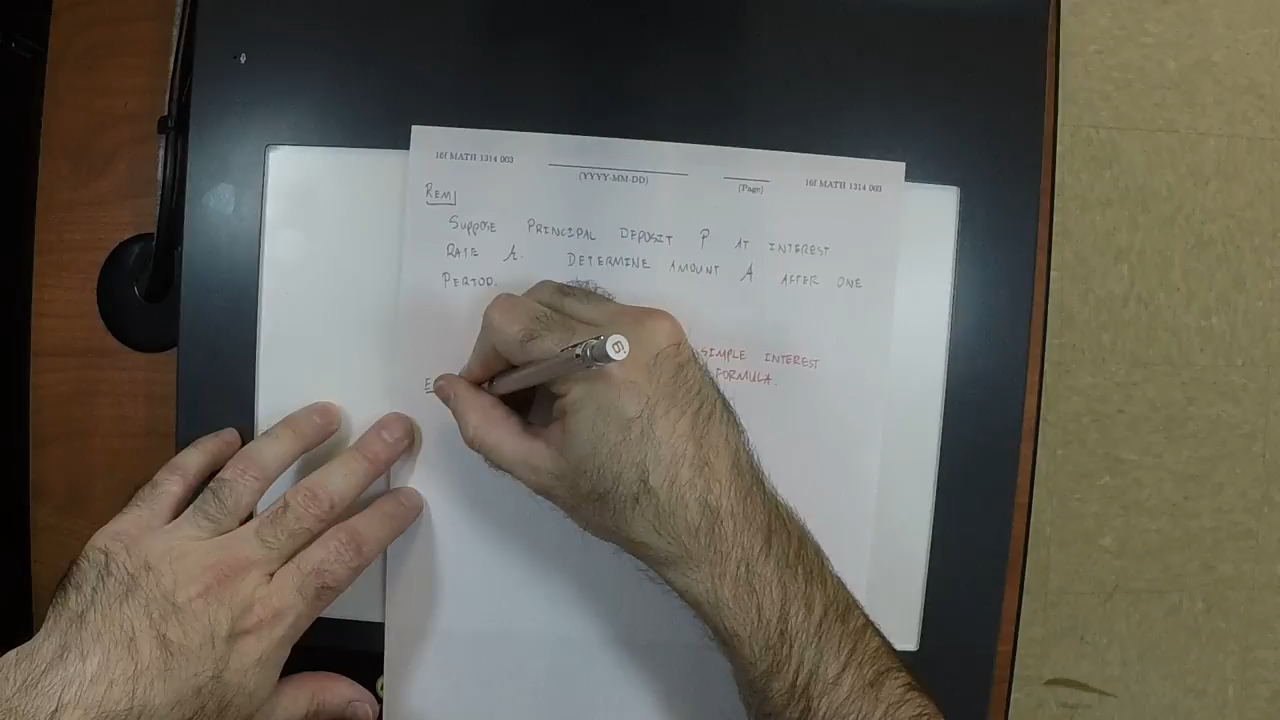 16f MATH 1314 003
(YYYY-MM-DD)
(Page)
16f MATH 1314 003
REM
SUPPOSE PRINCIPAL DEPOSIT P AT INTEREST
RATE r. DETERMINE AMOUNT A AFTER ONE
PERIOD.
SIMPLE INTEREST
FORMULA.